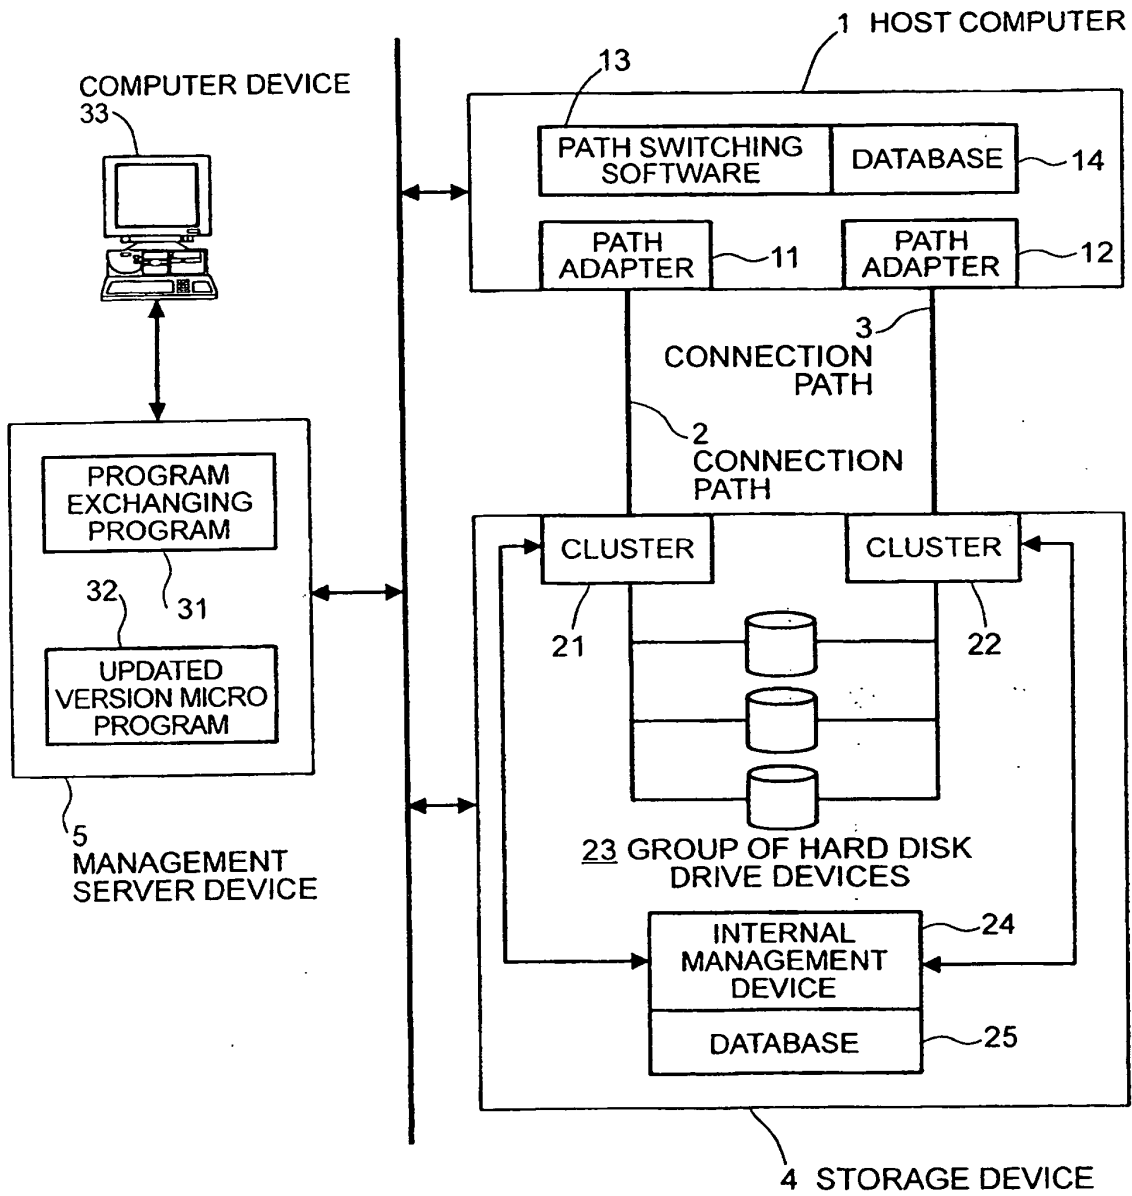 1 HOST COMPUTER
COMPUTER DEVICE
33
13
PATH SWITCHING
SOFTWARE
DATABASE
14
PATH
ADAPTER
11
PATH
ADAPTER
12
3
CONNECTION
PATH
2
CONNECTION
PATH
PROGRAM
EXCHANGING
PROGRAM
31
32
UPDATED
VERSION MICRO
PROGRAM
5
MANAGEMENT
SERVER DEVICE
CLUSTER
21
CLUSTER
22
23 GROUP OF HARD DISK
DRIVE DEVICES
INTERNAL
MANAGEMENT
DEVICE
24
DATABASE
25
4 STORAGE DEVICE